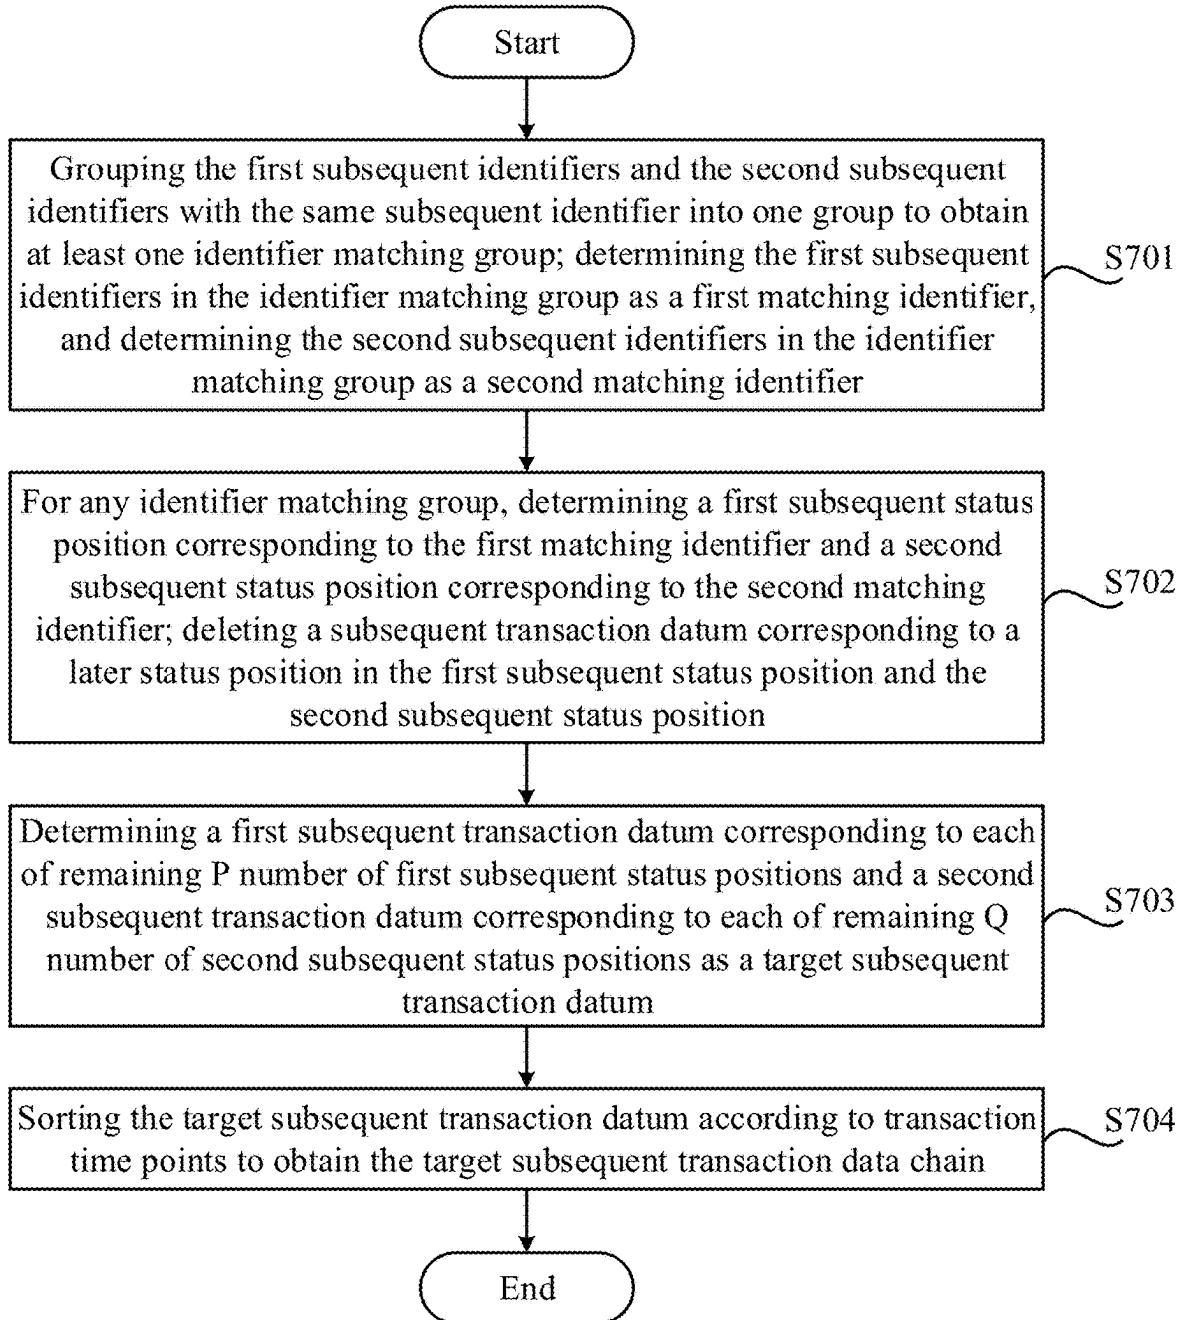 Start
Grouping the first subsequent identifiers and the second subsequent
identifiers with the same subsequent identifier into one group to obtain
at least one identifier matching group; determining the first subsequent
identifiers in the identifier matching group as a first matching identifier,
and determining the second subsequent identifiers in the identifier
matching group as a second matching identifier
S701
For any identifier matching group, determining a first subsequent status
position corresponding to the first matching identifier and a second
subsequent status position corresponding to the second matching
identifier; deleting a subsequent transaction datum corresponding to a
later status position in the first subsequent status position and the
second subsequent status position
S702
Determining a first subsequent transaction datum corresponding to each
of remaining P number of first subsequent status positions and a second
subsequent transaction datum corresponding to each of remaining Q
number of second subsequent status positions as a target subsequent
transaction datum
S703
Sorting the target subsequent transaction datum according to transaction
time points to obtain the target subsequent transaction data chain
S704
End